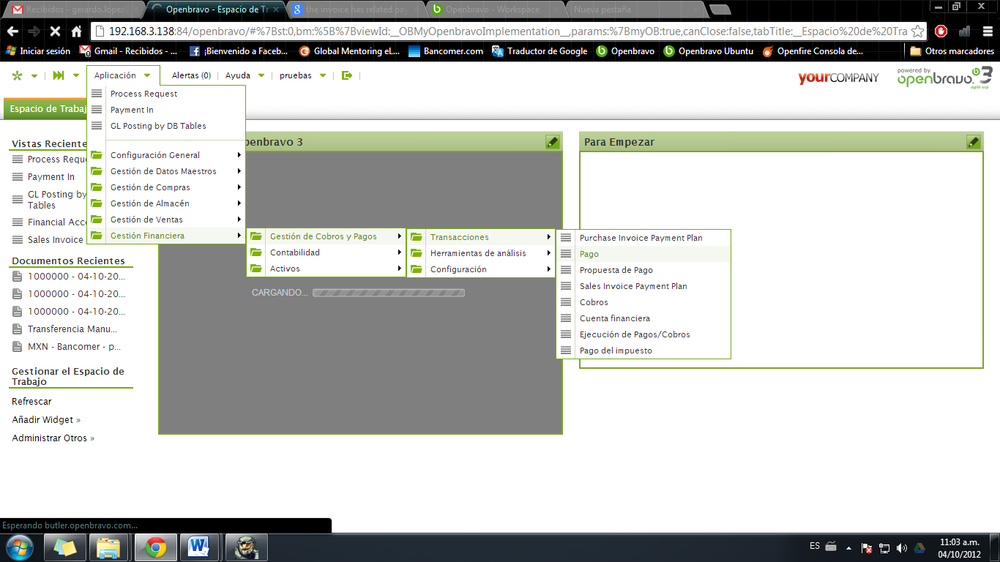 Recibidos - gerardo.lopez
Openbravo - Espacio de Tr
the invoice has related pay
Openbravo - Workspace
Nueva pestaña
192.168.3.138:84/openbravo/#%7Bst:0,bm:%5B%7BviewId:__OBMyOpenbravoImplementation__,params:%7BmyOB:true,canClose:false,tabTitle:__Espacio%20de%20Tra
Iniciar sesión
Gmail - Recibidos - ...
¡Bienvenido a Faceb...
Global Mentoring eL...
Bancomer.com
Traductor de Google
Openbravo
Openbravo Ubuntu
Openfire Consola de...
Otros marcadores
Aplicación
Alertas (0)
Ayuda
pruebas
yourCOMPANY
powered by
openbravo 3
agile erp
Espacio de Trabaj
Process Request
Payment In
GL Posting by DB Tables
Configuración General
Gestión de Datos Maestros
Gestión de Compras
Gestión de Almacén
Gestión de Ventas
Gestión Financiera
Gestión de Cobros y Pagos
Contabilidad
Activos
Transacciones
Herramientas de análisis
Configuración
Purchase Invoice Payment Plan
Pago
Propuesta de Pago
Sales Invoice Payment Plan
Cobros
Cuenta financiera
Ejecución de Pagos/Cobros
Pago del impuesto
Vistas Reciente
Process Requ
Payment In
GL Posting by
Tables
Financial Acc
Sales Invoice
Documentos Recientes
1000000 - 04-10-20...
1000000 - 04-10-20...
1000000 - 04-10-20...
Transferencia Manu...
MXN - Bancomer - p...
Gestionar el Espacio de
Trabajo
Refrescar
Añadir Widget »
Administrar Otros »
penbravo 3
CARGANDO...
Para Empezar
Esperando butler.openbravo.com...
ES
11:03 a.m.
04/10/2012